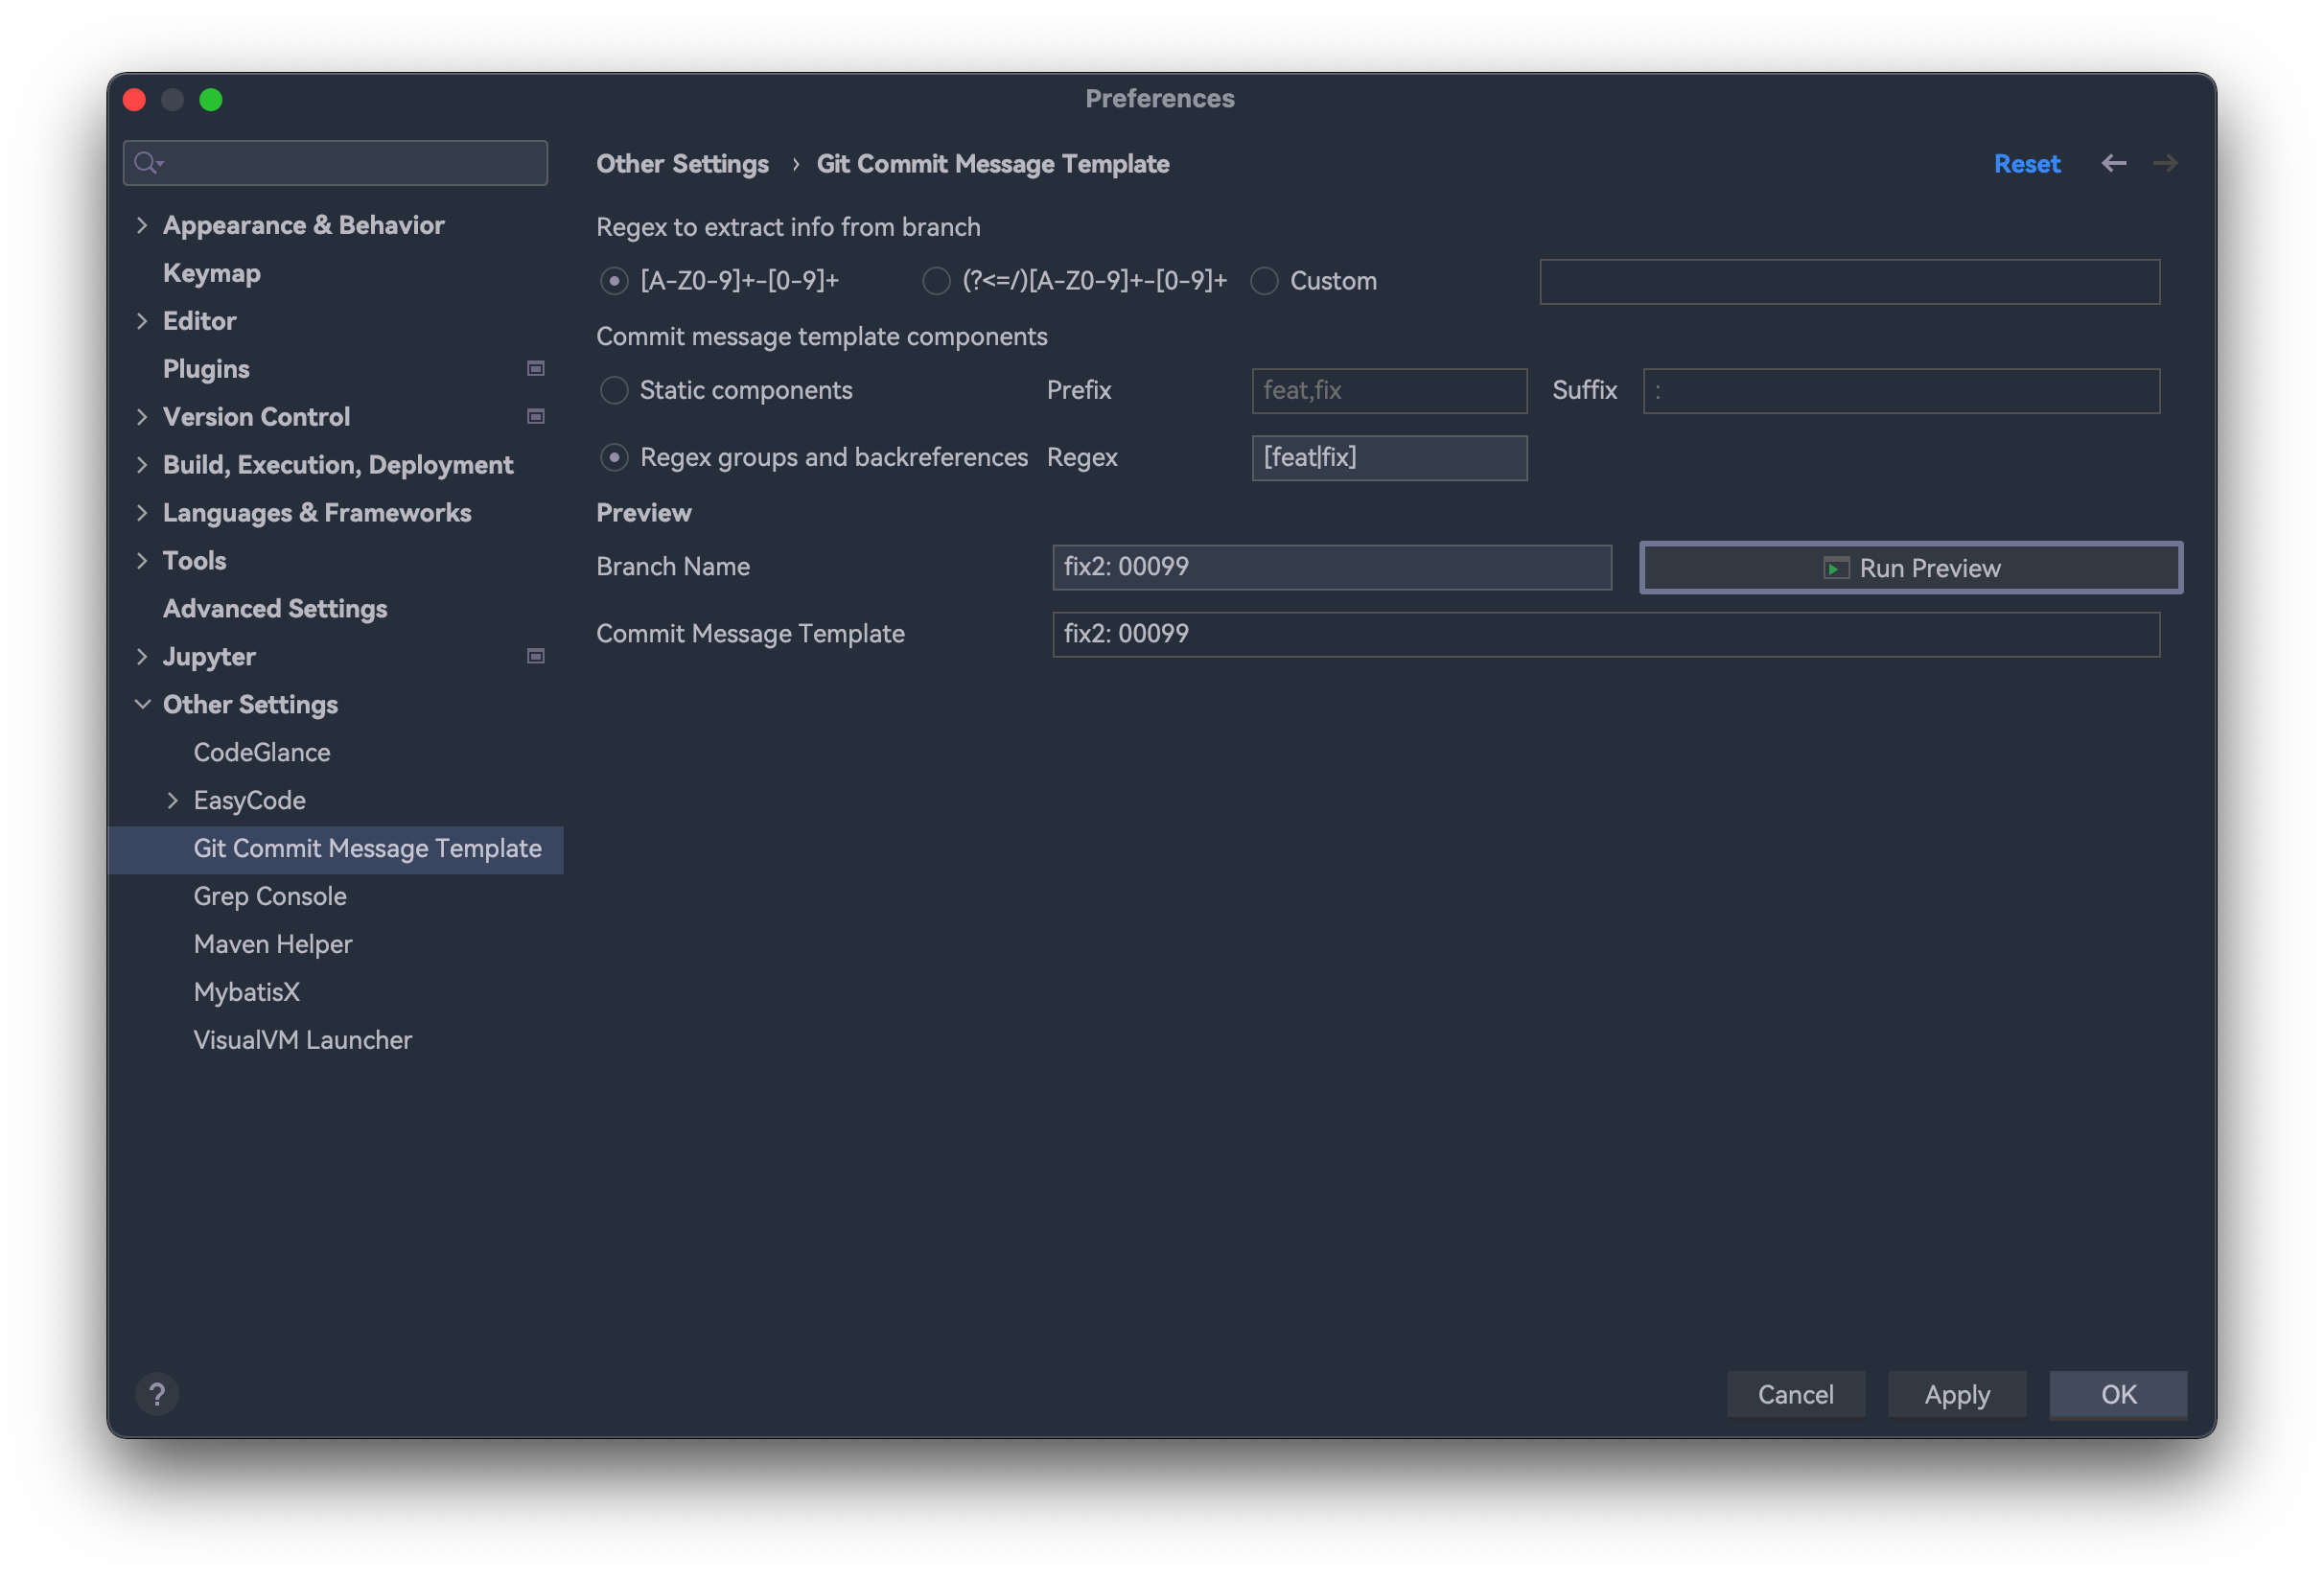 Preferences
Other Settings › Git Commit Message Template
Reset
Appearance & Behavior
Keymap
Editor
Plugins
Version Control
Build, Execution, Deployment
Languages & Frameworks
Tools
Advanced Settings
Jupyter
Other Settings
CodeGlance
EasyCode
Git Commit Message Template
Grep Console
Maven Helper
MybatisX
VisualVM Launcher
Regex to extract info from branch
[A-Z0-9]+-[0-9]+ (?<=/)[A-Z0-9]+-[0-9]+ Custom
Commit message template components
Static components Prefix feat,fix Suffix :
Regex groups and backreferences Regex [feat|fix]
Preview
Branch Name fix2: 00099 Run Preview
Commit Message Template fix2: 00099
?
Cancel Apply OK